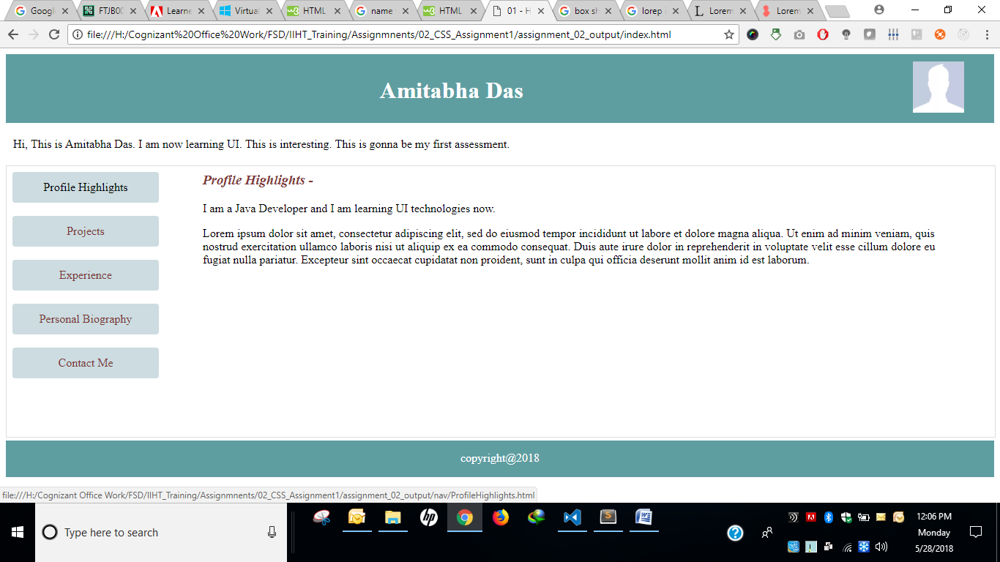 Google
FTJB00
Learne
Virtual
HTML
name
HTML
01 - H
box sh
lorep
Lorem
Lorem
file:///H:/Cognizant%20Office%20Work/FSD/IIHT_Training/Assignmnents/02_CSS_Assignment1/assignment_02_output/index.html
Amitabha Das
Hi, This is Amitabha Das. I am now learning UI. This is interesting. This is gonna be my first assessment.
Profile Highlights
Projects
Experience
Personal Biography
Contact Me
Profile Highlights -
I am a Java Developer and I am learning UI technologies now.
Lorem ipsum dolor sit amet, consectetur adipiscing elit, sed do eiusmod tempor incididunt ut labore et dolore magna aliqua. Ut enim ad minim veniam, quis
nostrud exercitation ullamco laboris nisi ut aliquip ex ea commodo consequat. Duis aute irure dolor in reprehenderit in voluptate velit esse cillum dolore eu
fugiat nulla pariatur. Excepteur sint occaecat cupidatat non proident, sunt in culpa qui officia deserunt mollit anim id est laborum.
copyright@2018
file:///H:/Cognizant Office Work/FSD/IIHT_Training/Assignmnents/02_CSS_Assignment1/assignment_02_output/nav/ProfileHighlights.html
Type here to search
12:06 PM
Monday
5/28/2018